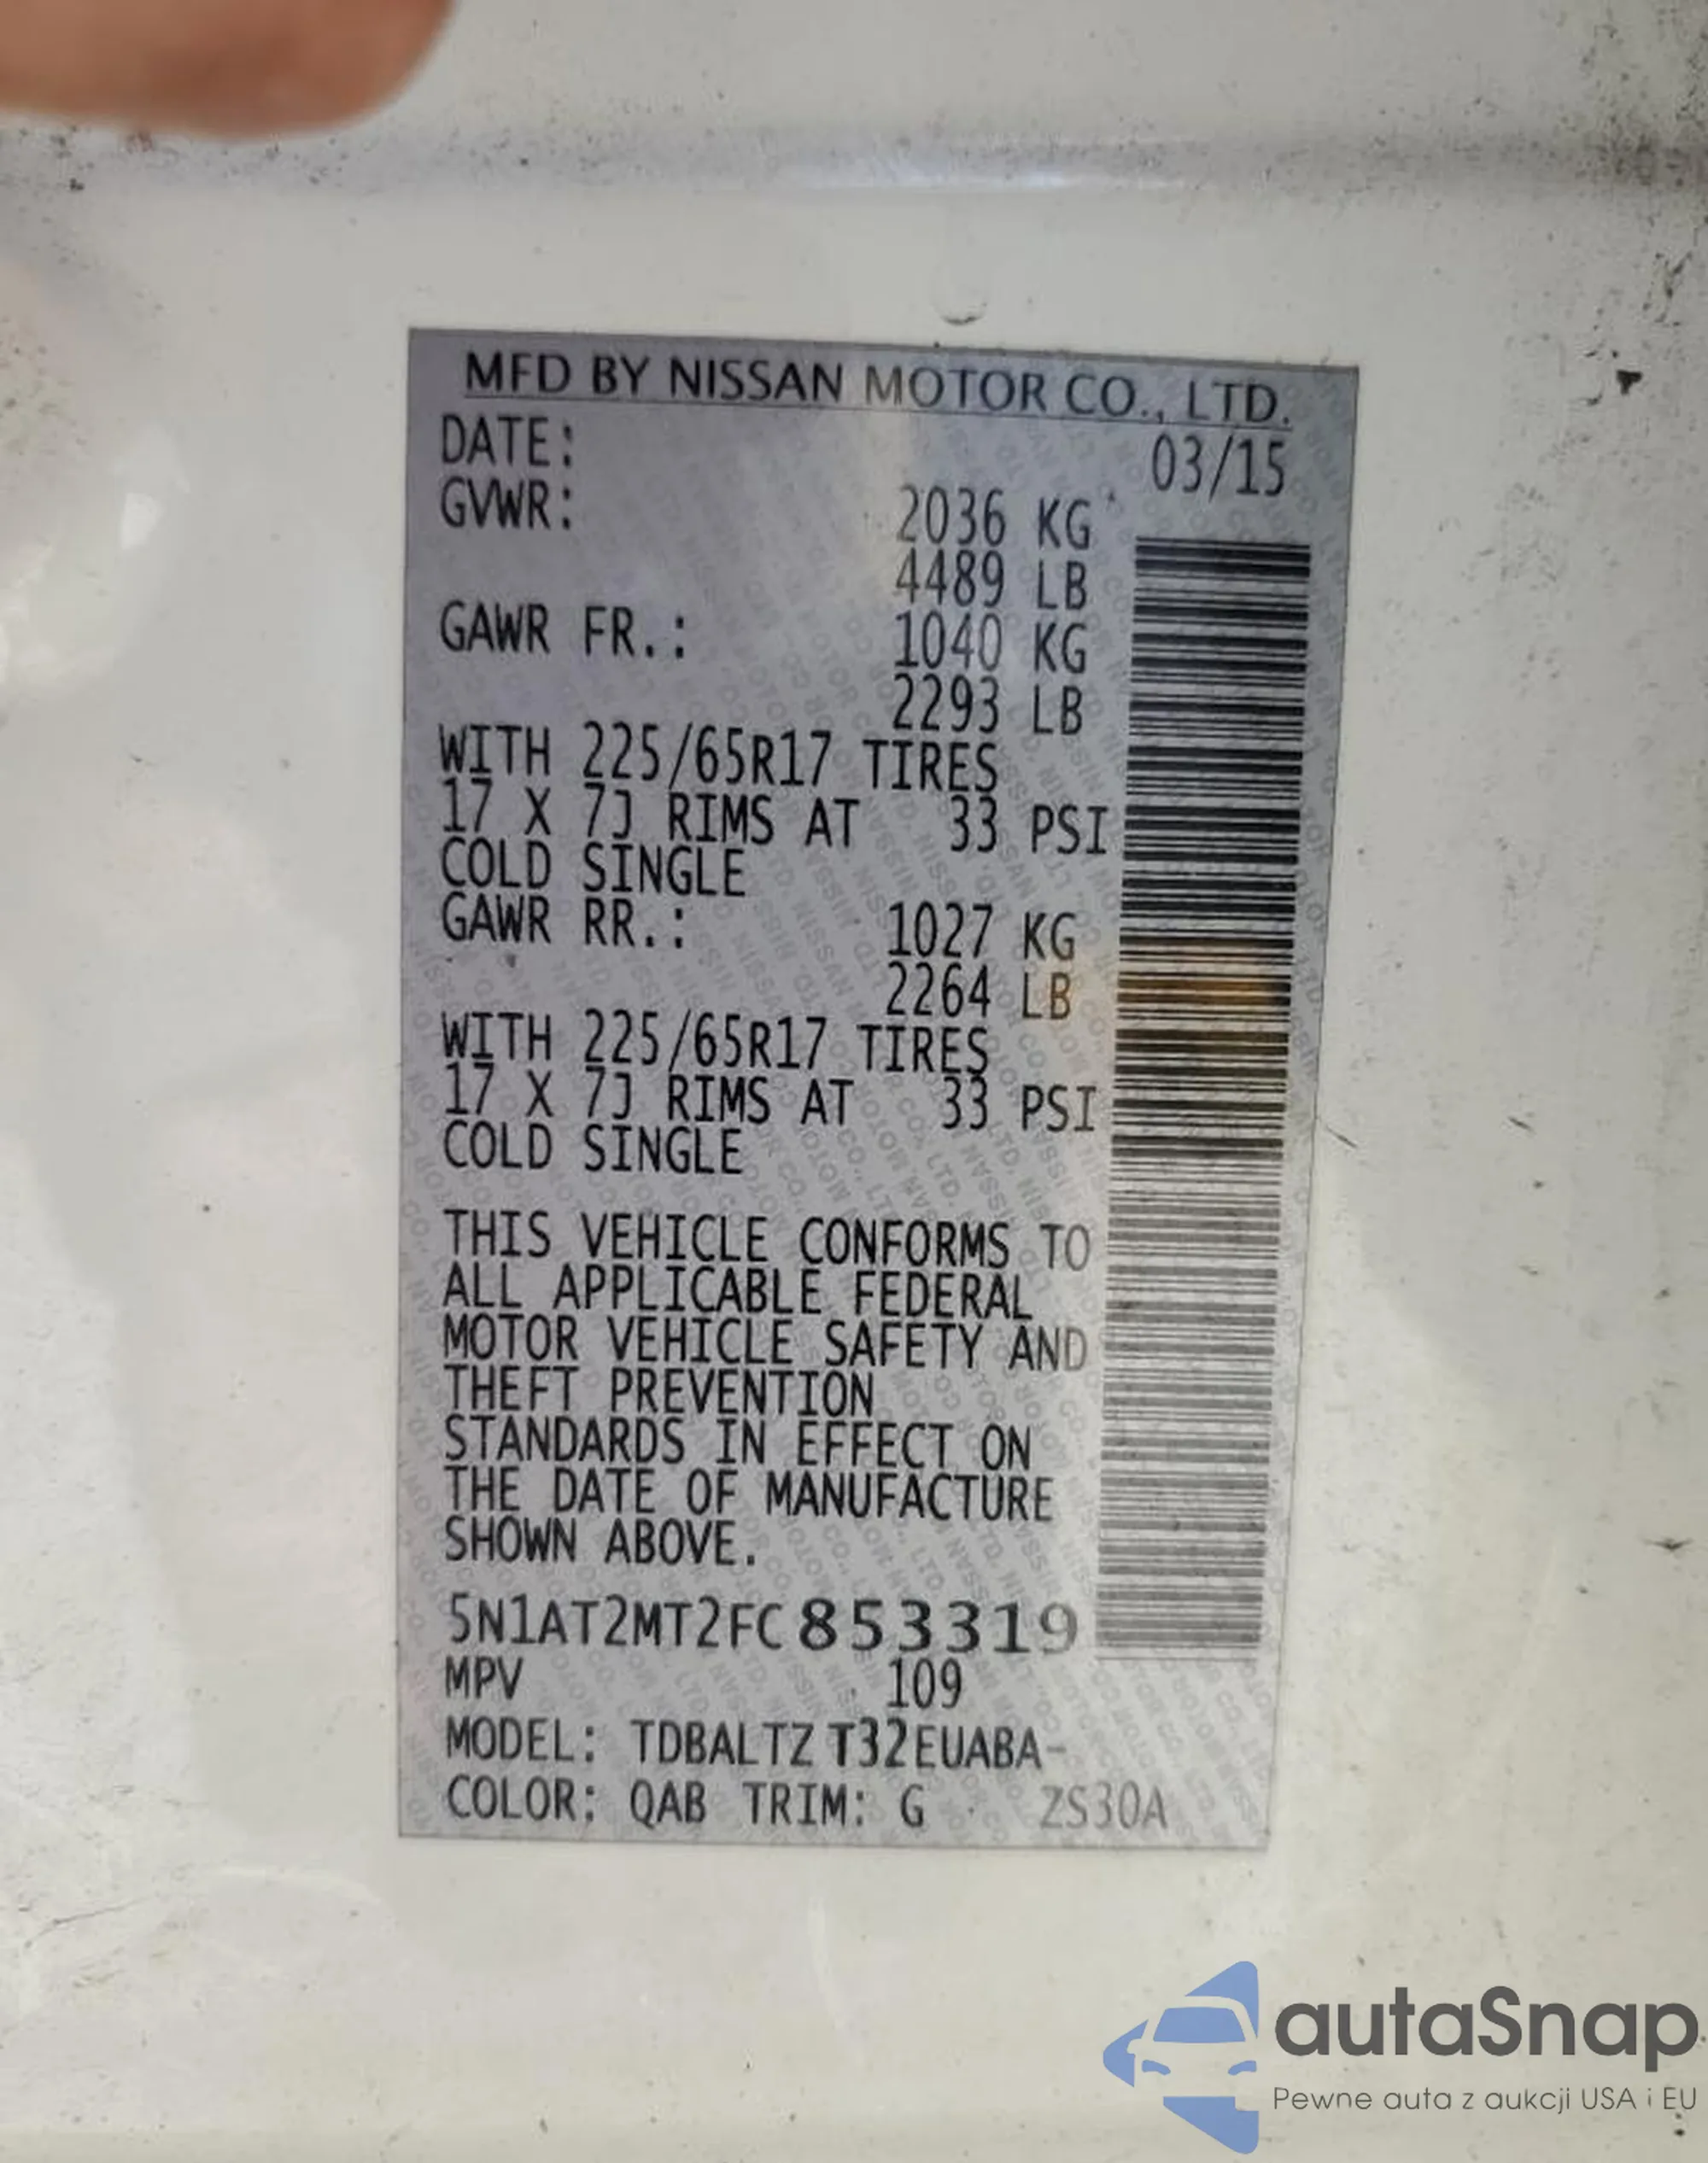 MFD BY NISSAN MOTOR CO., LTD.
DATE: 03/15
GVWR: 2036 KG
4489 LB
GAWR FR.: 1040 KG
2293 LB
WITH 225/65R17 TIRES
17 X 7J RIMS AT 33 PSI
COLD SINGLE
GAWR RR.: 1027 KG
2264 LB
WITH 225/65R17 TIRES
17 X 7J RIMS AT 33 PSI
COLD SINGLE
THIS VEHICLE CONFORMS TO
ALL APPLICABLE FEDERAL
MOTOR VEHICLE SAFETY AND
THEFT PREVENTION
STANDARDS IN EFFECT ON
THE DATE OF MANUFACTURE
SHOWN ABOVE.
5N1AT2MT2FC853319
MPV 109
MODEL: TDBALTZ T32EUABA-
COLOR: QAB TRIM: G ZS30A
autaSnap
Pewne auta z aukcji USA i EU